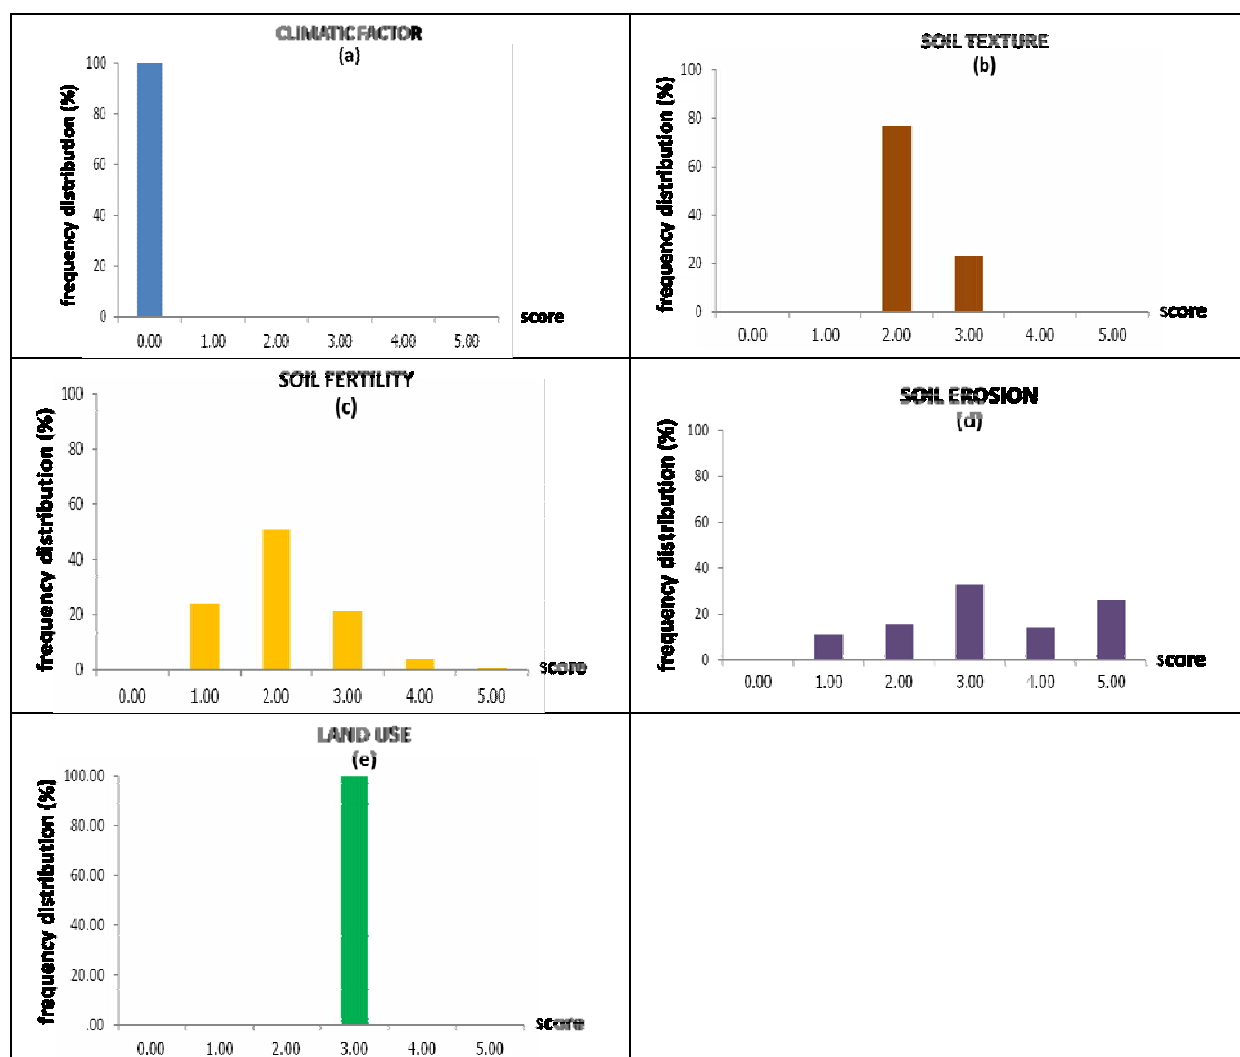 CLIMATIC FACTOR
(a)
frequency distribution (%)
100
80
60
40
20
0
0.00 1.00 2.00 3.00 4.00 5.00
score
SOIL TEXTURE
(b)
frequency distribution (%)
100
80
60
40
20
0
0.00 1.00 2.00 3.00 4.00 5.00
score
SOIL FERTILITY
(c)
frequency distribution (%)
100
80
60
40
20
0
0.00 1.00 2.00 3.00 4.00 5.00
score
SOIL EROSION
(d)
frequency distribution (%)
100
80
60
40
20
0
0.00 1.00 2.00 3.00 4.00 5.00
score
LAND USE
(e)
frequency distribution (%)
100.00
80.00
60.00
40.00
20.00
.00
0.00 1.00 2.00 3.00 4.00 5.00
score